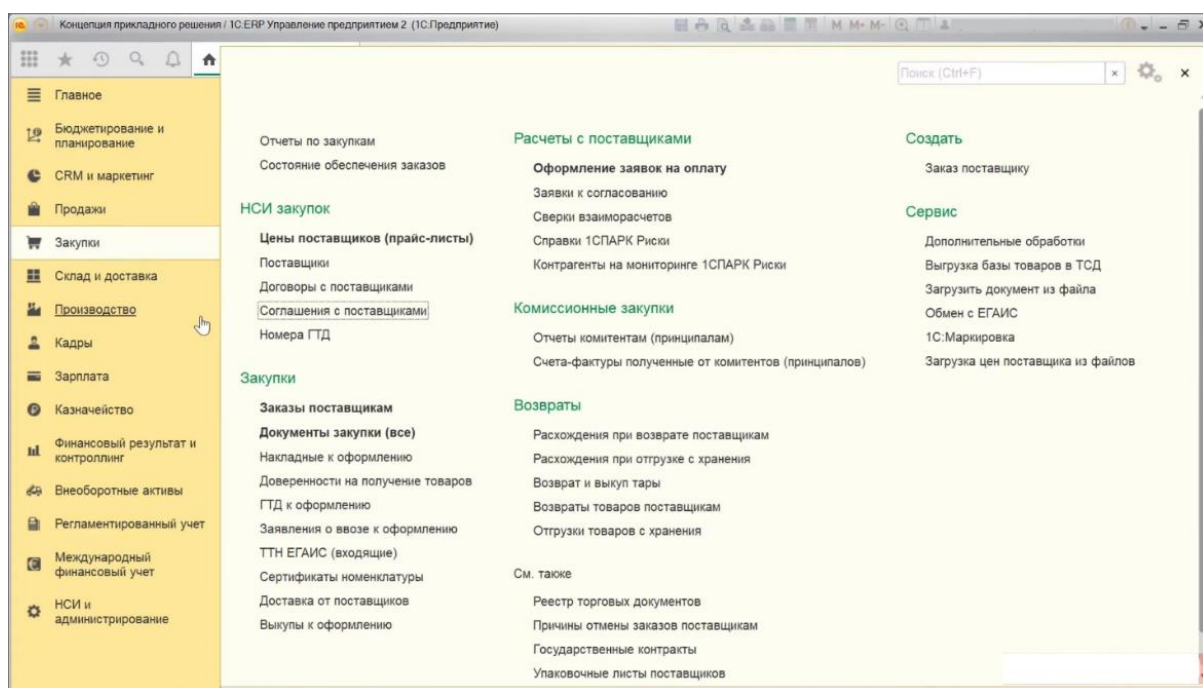 Концепция прикладного решения / 1С:ERP Управление предприятием 2 (1С:Предприятие)
M M+ M-
Поиск (Ctrl+F)
Главное
Бюджетирование и
планирование
CRM и маркетинг
Продажи
Закупки
Склад и доставка
Производство
Кадры
Зарплата
Казначейство
Финансовый результат и
контроллинг
Внеоборотные активы
Регламентированный учет
Международный
финансовый учет
НСИ и
администрирование
Отчеты по закупкам
Состояние обеспечения заказов
НСИ закупок
Цены поставщиков (прайс-листы)
Поставщики
Договоры с поставщиками
Соглашения с поставщиками
Номера ГТД
Закупки
Заказы поставщикам
Документы закупки (все)
Накладные к оформлению
Доверенности на получение товаров
ГТД к оформлению
Заявления о ввозе к оформлению
ТТН ЕГАИС (входящие)
Сертификаты номенклатуры
Доставка от поставщиков
Выкупы к оформлению
Расчеты с поставщиками
Оформление заявок на оплату
Заявки к согласованию
Сверки взаиморасчетов
Справки 1СПАРК Риски
Контрагенты на мониторинге 1СПАРК Риски
Комиссионные закупки
Отчеты комитентам (принципалам)
Счета-фактуры полученные от комитентов (принципалов)
Возвраты
Расхождения при возврате поставщикам
Расхождения при отгрузке с хранения
Возврат и выкуп тары
Возвраты товаров поставщикам
Отгрузки товаров с хранения
См. также
Реестр торговых документов
Причины отмены заказов поставщикам
Государственные контракты
Упаковочные листы поставщиков
Создать
Заказ поставщику
Сервис
Дополнительные обработки
Выгрузка базы товаров в ТСД
Загрузить документ из файла
Обмен с ЕГАИС
1С:Маркировка
Загрузка цен поставщика из файлов